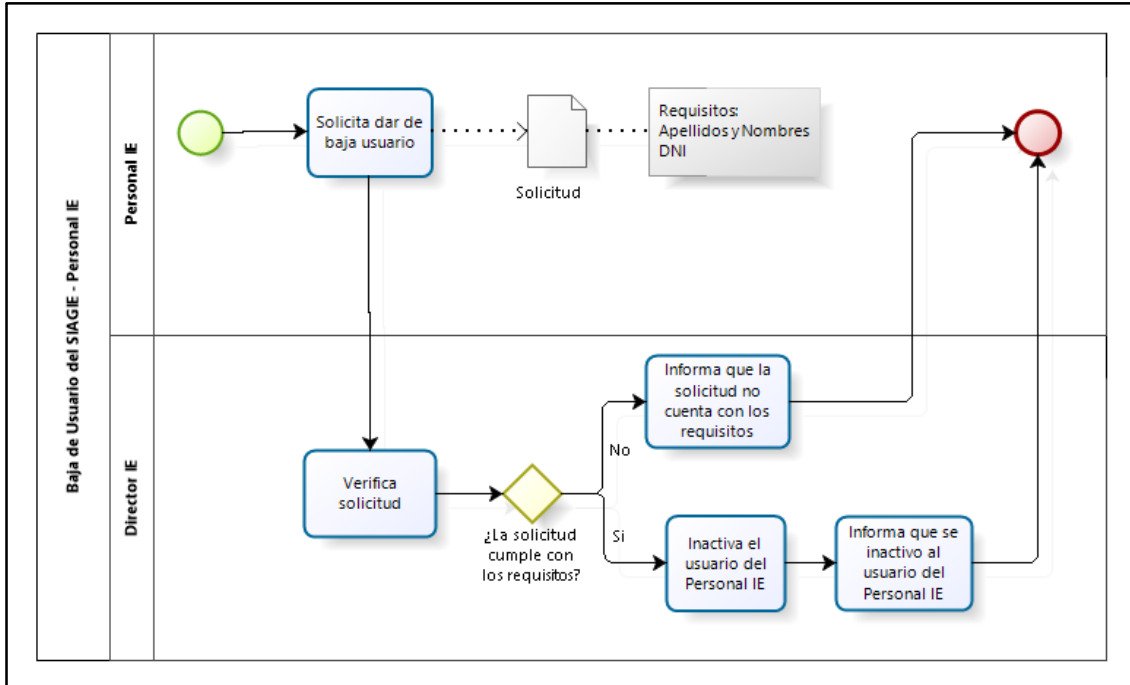 Baja de Usuario del SIAGIE - Personal IE
Personal IE
Solicita dar de
baja usuario
Solicitud
Requisitos:
Apellidos y Nombres
DNI
Director IE
Verifica
solicitud
¿La solicitud
cumple con
los requisitos?
No
Informa que la
solicitud no
cuenta con los
requisitos
Si
Inactiva el
usuario del
Personal IE
Informa que se
inactivo al
usuario del
Personal IE